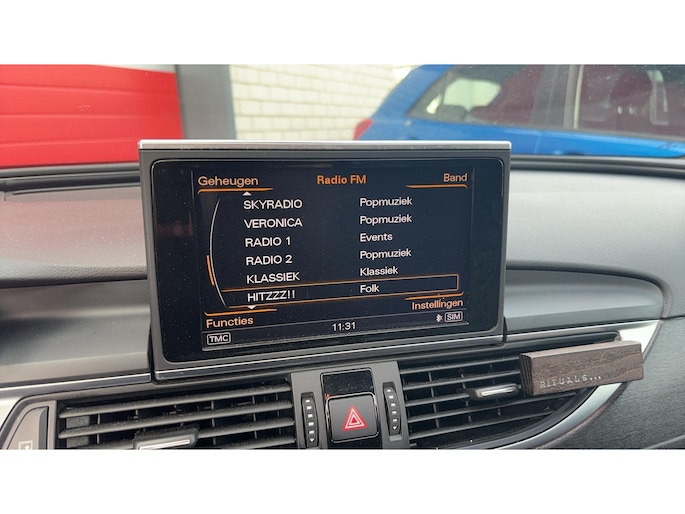 Geheugen Radio FM Band
SKYRADIO Popmuziek
VERONICA Popmuziek
RADIO 1 Events
RADIO 2 Popmuziek
KLASSIEK Klassiek
HITZZZ!! Folk
Functies Instellingen
TMC 11:31 SIM
RITUALS...